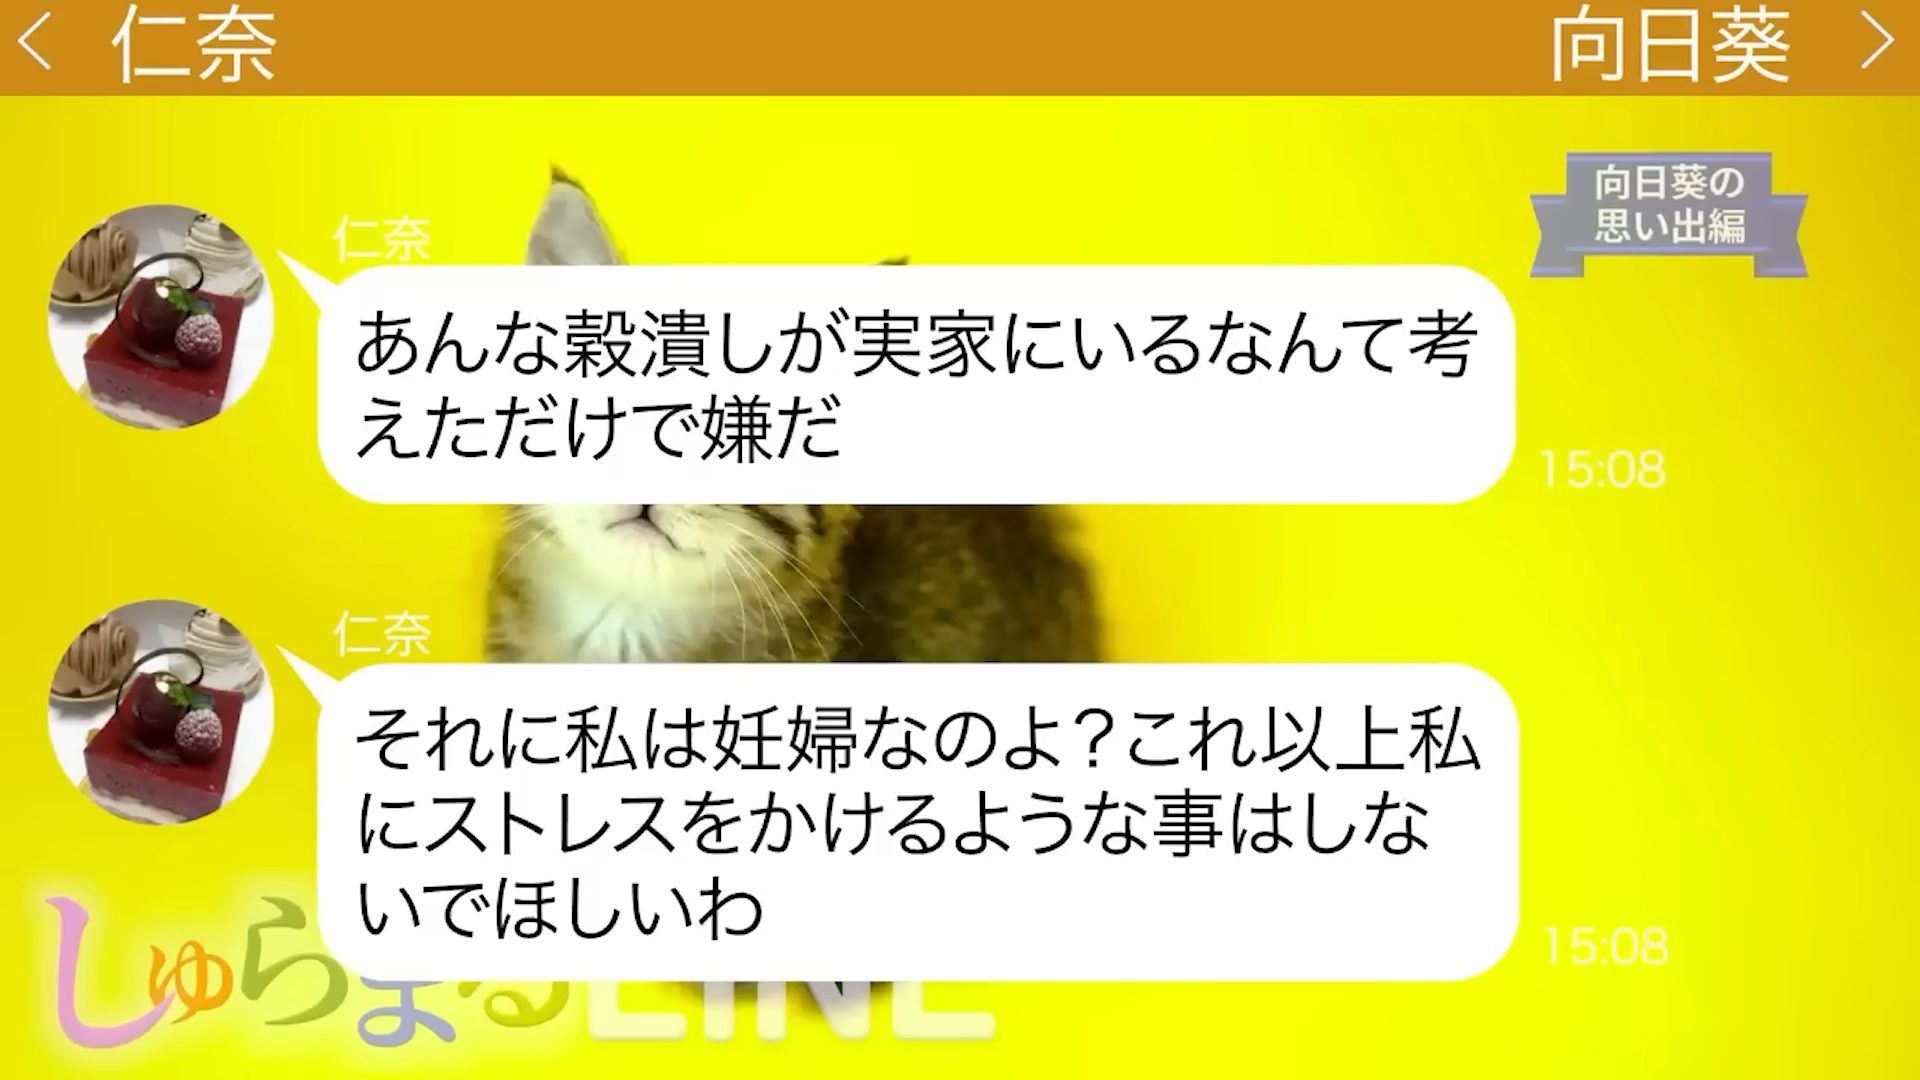 仁奈
向日葵
向日葵の
思い出編
仁奈
あんな穀潰しが実家にいるなんて考
えただけで嫌だ
15:08
仁奈
それに私は妊婦なのよ?これ以上私
にストレスをかけるような事はしな
いでほしいわ
15:08
しゅらまるLINE